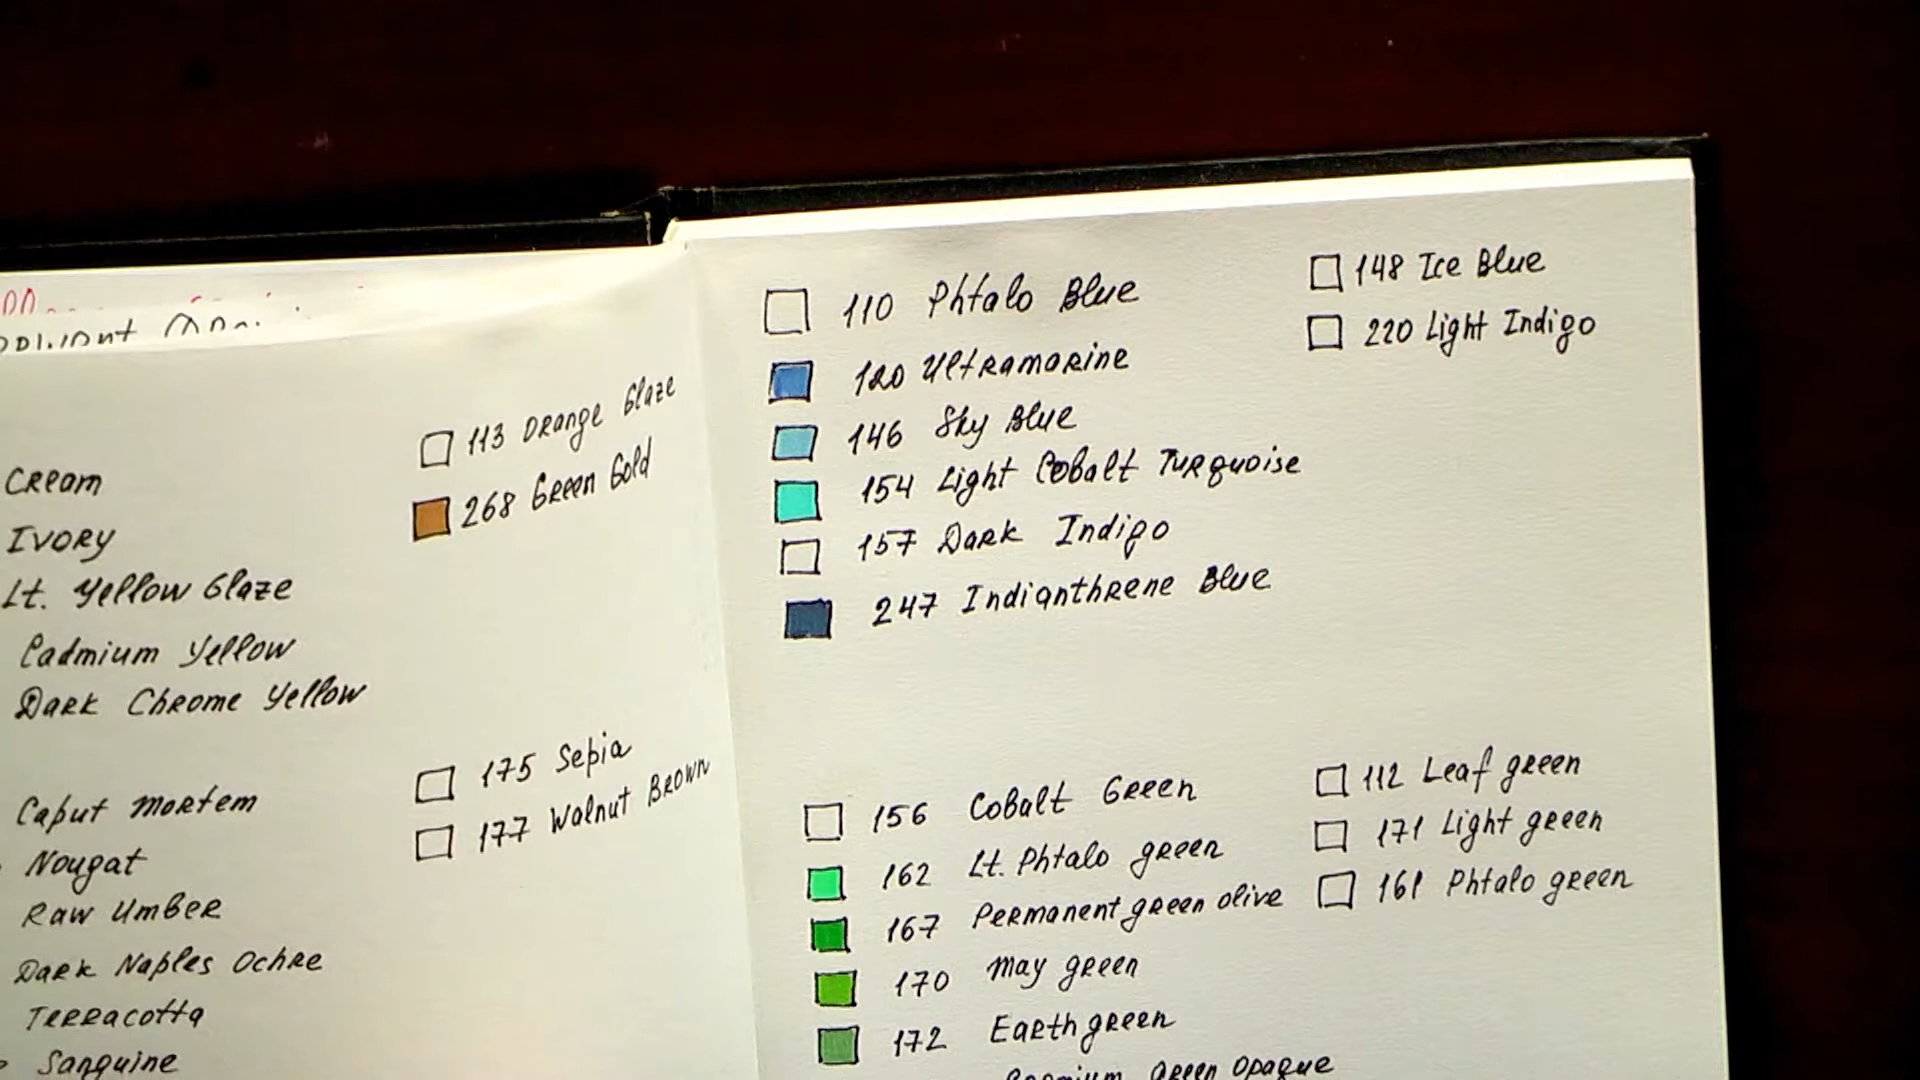 Cream
Ivory
Lt. Yellow Glaze
Cadmium Yellow
Dark Chrome Yellow
113 Orange Glaze
268 Green Gold
Caput Mortem
Nougat
Raw Umber
Dark Naples Ochre
Terracotta
Sanguine
175 Sepia
177 Walnut Brown
110 Phtalo Blue
120 Ultramarine
146 Sky Blue
154 Light Cobalt Turquoise
157 Dark Indigo
247 Indianthrene Blue
148 Ice Blue
220 Light Indigo
156 Cobalt Green
162 Lt. Phtalo green
167 Permanent green olive
170 May green
172 Earth green
green opaque
112 Leaf green
171 Light green
161 Phtalo green